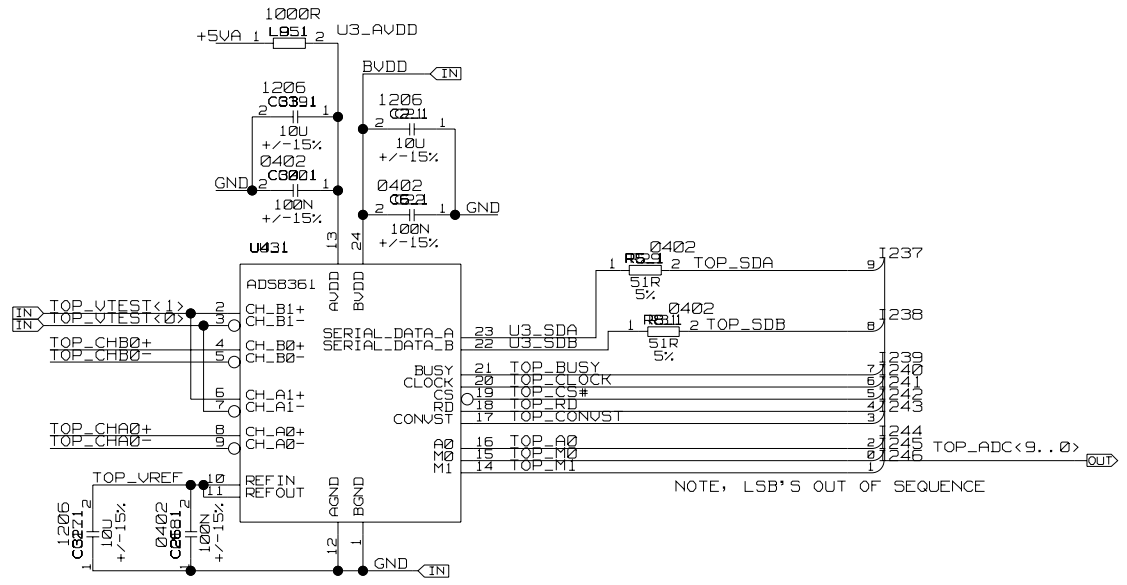 1000R
+5VA 1 2 U3_AVDD
BVDD IN
1206
2 1
10U
+/-15%
1206
2 1
10U
+/-15%
0402
GND 2 1
100N
+/-15%
0402
2 1 GND
100N
+/-15%
13 24
ADS8361
AVDD BVDD
IN TOP_VTEST<1> 2 CH_B1+
IN TOP_VTEST<0> 3 CH_B1-
TOP_CHB0+ 4 CH_B0+
TOP_CHB0- 5 CH_B0-
6 CH_A1+
7 CH_A1-
TOP_CHA0+ 8 CH_A0+
TOP_CHA0- 9 CH_A0-
TOP_VREF 10 REFIN
11 REFOUT
AGND BGND
12 1
GND IN
1206
2 1
10U
+/-15%
0402
2 1
100N
+/-15%
SERIAL_DATA_A 23 U3_SDA
SERIAL_DATA_B 22 U3_SDB
0402
1 2 TOP_SDA 9 I237
51R
5%
0402
1 2 TOP_SDB 8 I238
51R
5%
BUSY 21 TOP_BUSY 7 I239
CLOCK 20 TOP_CLOCK 6 I240
CS 19 TOP_CS# 5 I241
RD 18 TOP_RD 4 I242
CONVST 17 TOP_CONVST 3 I243
A0 16 TOP_A0 2 I244
M0 15 TOP_M0 0 I245
M1 14 TOP_M1 1 I246
TOP_ADC<9..0> OUT
NOTE, LSB'S OUT OF SEQUENCE